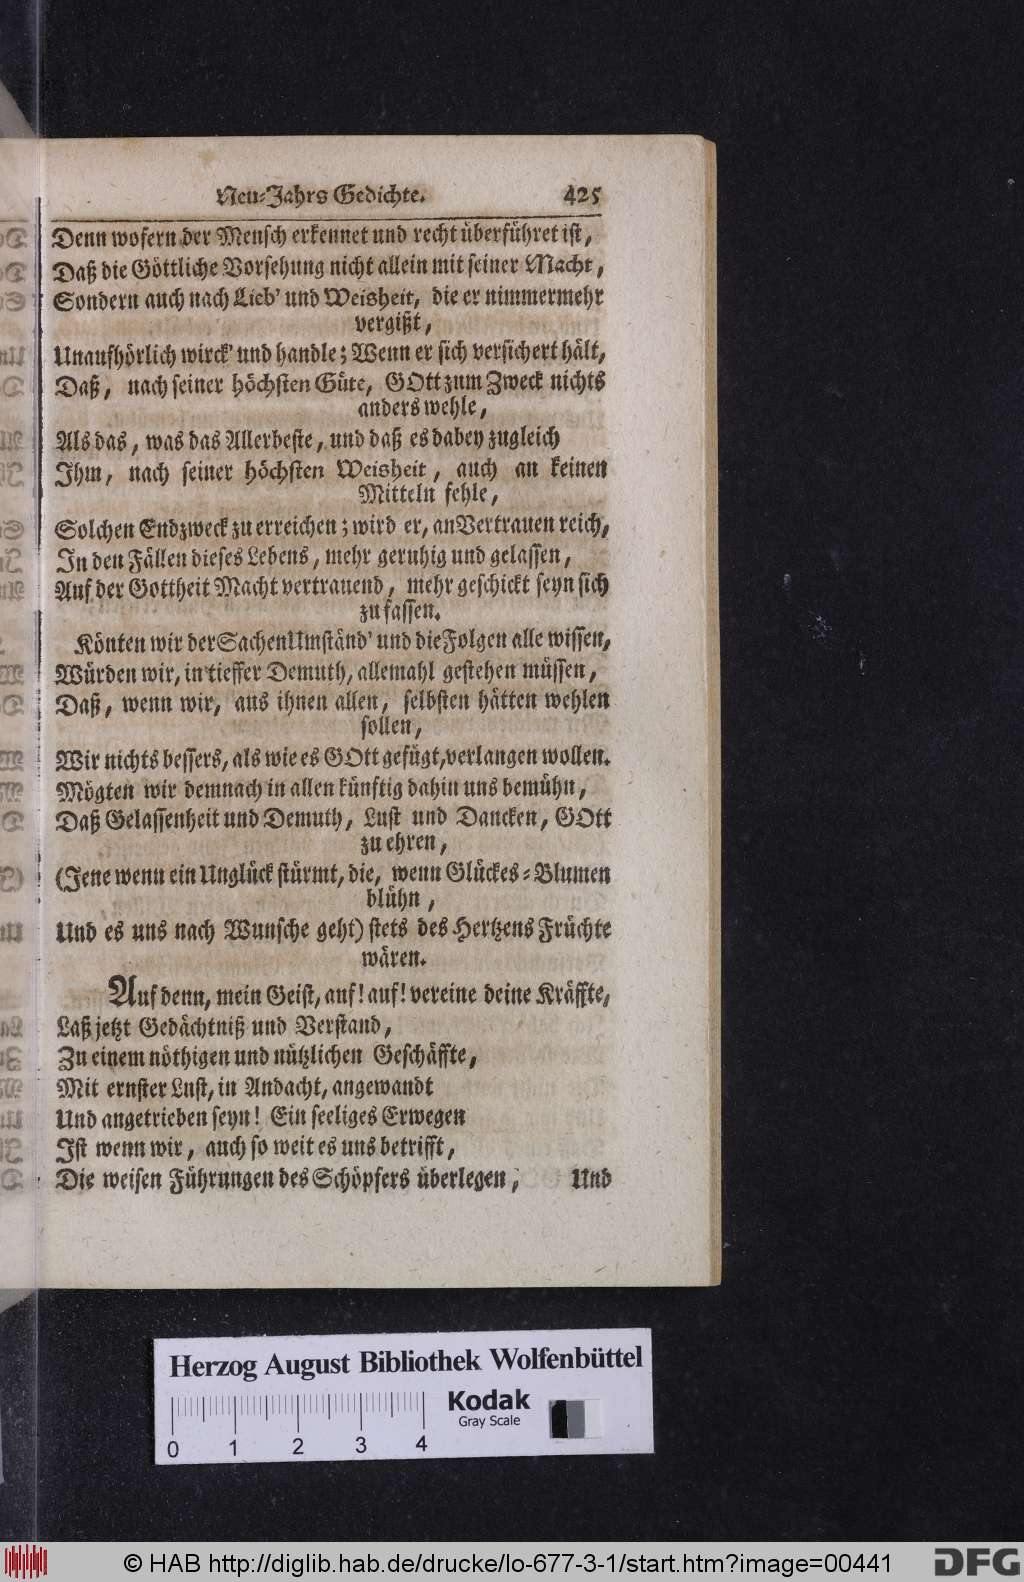 Neu-Jahrs Gedichte. 425
Denn wofern der Mensch erkennet und recht überführet ist,
Daß die Göttliche Vorsehung nicht allein mit seiner Macht,
Sondern auch nach Lieb' und Weisheit, die er nimmermehr
vergißt,
Unaufhörlich wirck' und handle; Wenn er sich versichert hält,
Daß, nach seiner höchsten Güte, GOtt zum Zweck nichts
anders wehle,
Als das, was das Allerbeste, und daß es dabey zugleich
Ihm, nach seiner höchsten Weisheit, auch an keinen
Mitteln fehle,
Solchen Endzweck zu erreichen; wird er, an Vertrauen reich,
In den Fällen dieses Lebens, mehr geruhig und gelassen,
Auf der Gottheit Macht vertrauend, mehr geschickt seyn sich
zu fassen.
Könten wir der Sachen Umständ' und die Folgen alle wissen,
Würden wir, in tieffer Demuth, allemahl gestehen müssen,
Daß, wenn wir, aus ihnen allen, selbsten hätten wehlen
sollen,
Wir nichts bessers, als wie es GOtt gefügt, verlangen wollen.
Mögten wir demnach in allen künftig dahin uns bemühn,
Daß Gelassenheit und Demuth, Lust und Dancken, GOtt
zu ehren,
(Jene wenn ein Unglück stürmt, die, wenn Glückes-Blumen
blühn,
Und es uns nach Wunsche geht) stets des Hertzens Früchte
wären.
Auf denn, mein Geist, auf! auf! vereine deine Kräffte,
Laß jetzt Gedächtniß und Verstand,
Zu einem nöthigen und nützlichen Geschäffte,
Mit ernster Lust, in Andacht, angewandt
Und angetrieben seyn! Ein seeliges Erwegen
Ist wenn wir, auch so weit es uns betrifft,
Die weisen Führungen des Schöpfers überlegen, Und
Herzog August Bibliothek Wolfenbüttel
Kodak
Gray Scale
0 1 2 3 4
© HAB http://diglib.hab.de/drucke/lo-677-3-1/start.htm?image=00441
DFG